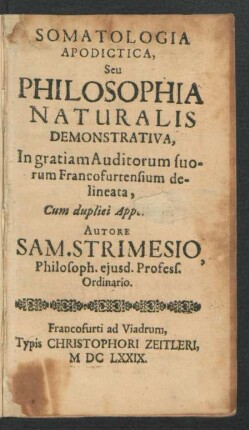 SOMATOLOGIA
APODICTICA,
Seu
PHILOSOPHIA
NATURALIS
DEMONSTRATIVA,
In gratiam Auditorum ſuo-
rum Francofurtenſium de-
lineata,
Cum duplici App..
AUTORE
SAM. STRIMESIO,
Philoſoph. ejusd. Profeſſ.
Ordinario.
Francofurti ad Viadrum,
Typis CHRISTOPHORI ZEITLERI,
M DC LXXIX.